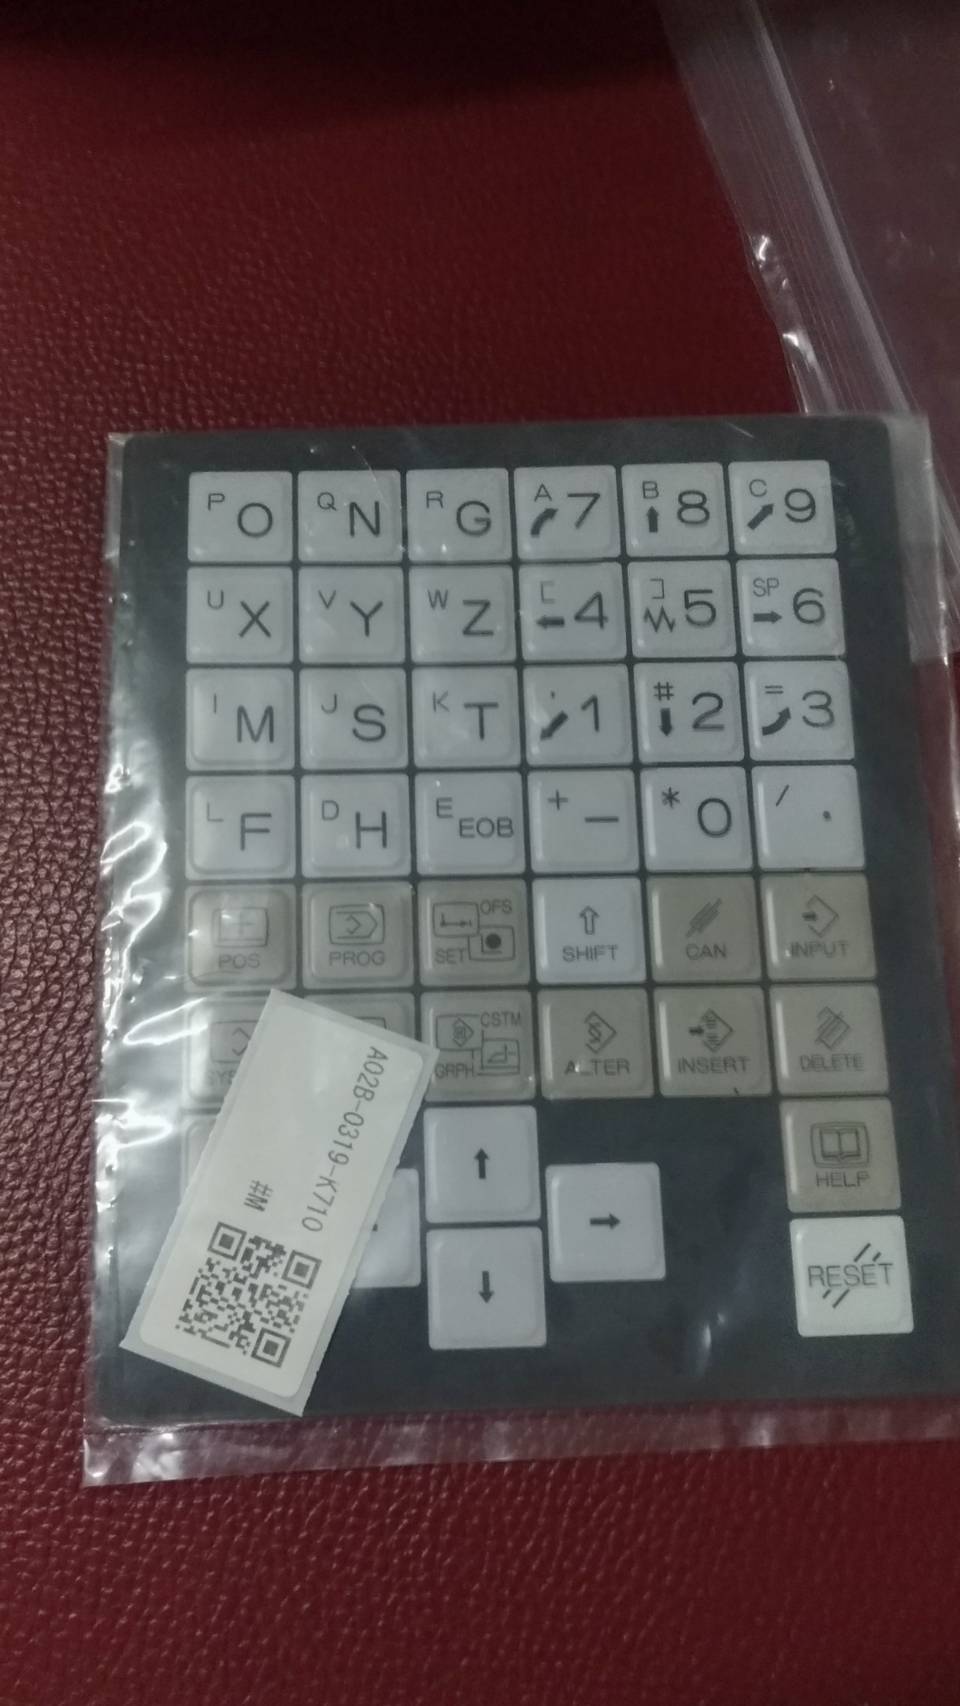 P O Q N R G A 7 B 8 C 9
U X V Y W Z [ 4 ] 5 SP 6
I M J S K T 1 # 2 = 3
L F D H E EOB + - * 0 / .
POS PROG OFS SET SHIFT CAN INPUT
CSTM GRPH ALTER INSERT DELETE
↑ → HELP
↓ RESET
A02B-0319-K710
#M